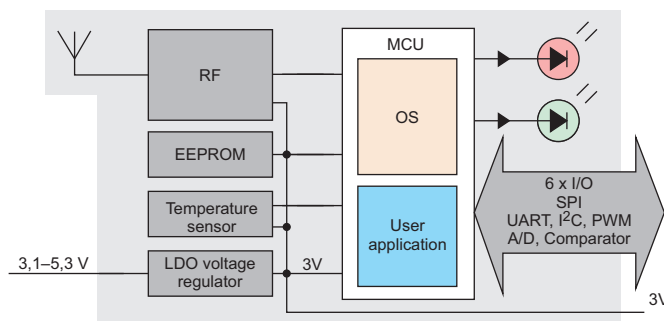 RF
MCU
OS
EEPROM
6 x I/O
SPI
UART, I²C, PWM
A/D, Comparator
Temperature
sensor
User
application
3,1–5,3 V
LDO voltage
regulator
3V
3V